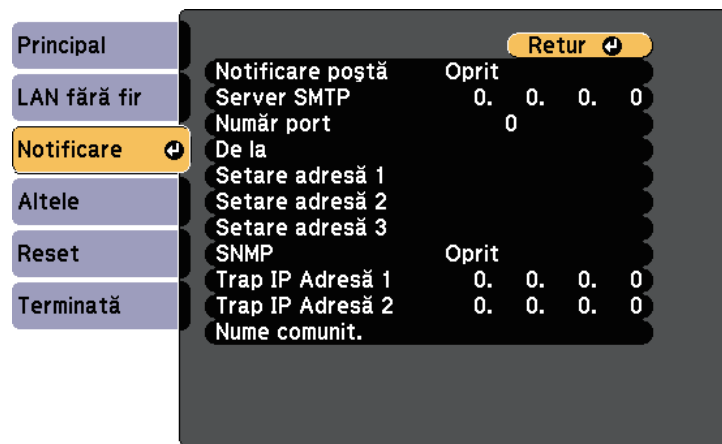 Principal
LAN fără fir
Notificare
Altele
Reset
Terminată
Retur
Notificare poştă Oprit
Server SMTP 0. 0. 0. 0
Număr port 0
De la
Setare adresă 1
Setare adresă 2
Setare adresă 3
SNMP Oprit
Trap IP Adresă 1 0. 0. 0. 0
Trap IP Adresă 2 0. 0. 0. 0
Nume comunit.